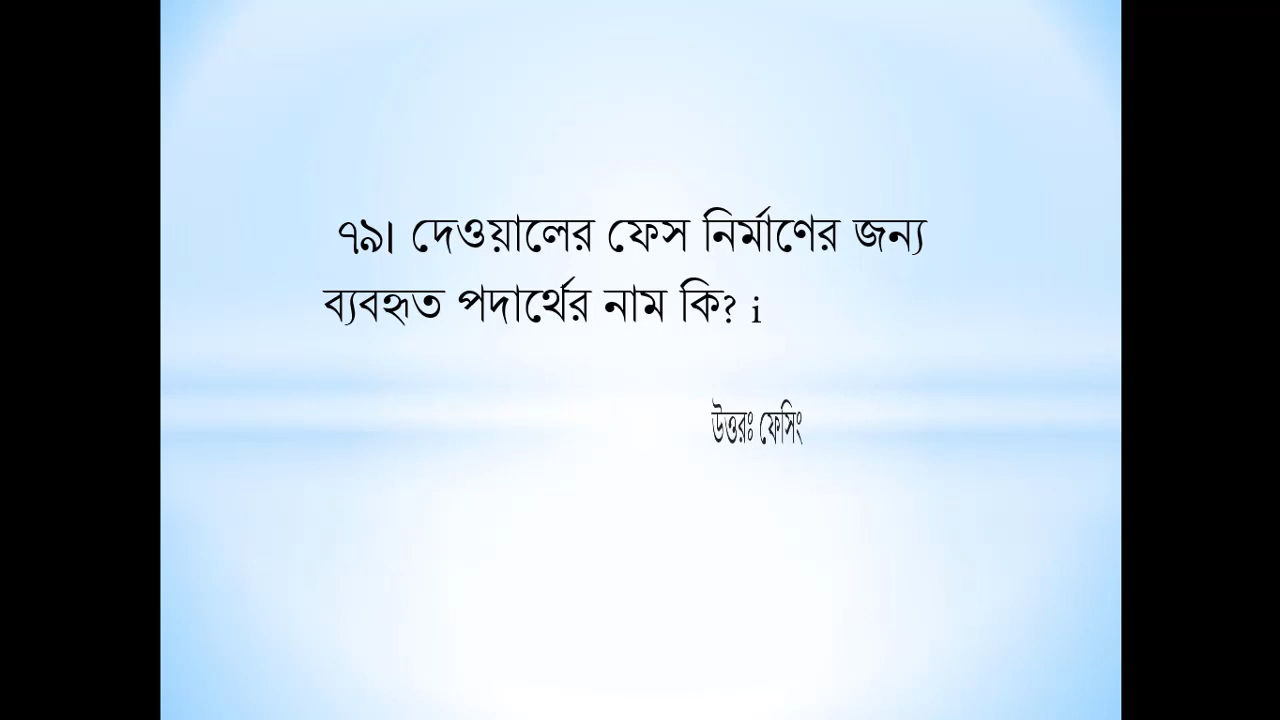 ৭৯। দেওয়ালের ফেস নির্মাণের জন্য
ব্যবহৃত পদার্থের নাম কি? i
উত্তরঃ ফেসিং